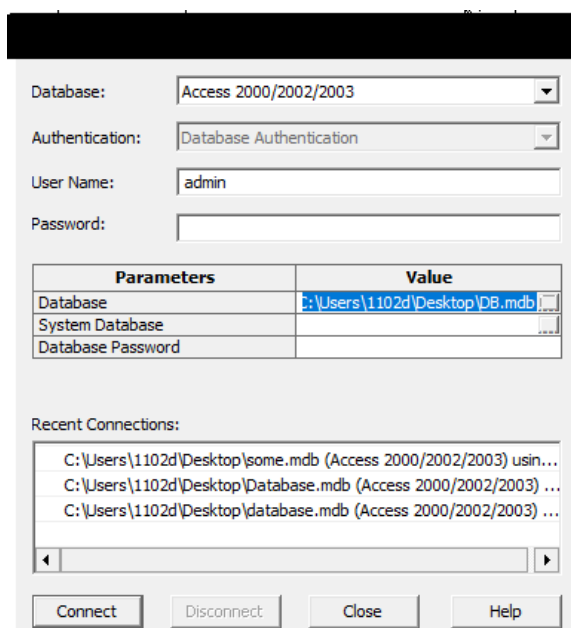 Database: Access 2000/2002/2003
Authentication: Database Authentication
User Name: admin
Password:
Parameters Value
Database C:\Users\1102d\Desktop\DB.mdb ...
System Database ...
Database Password
Recent Connections:
C:\Users\1102d\Desktop\some.mdb (Access 2000/2002/2003) usin...
C:\Users\1102d\Desktop\Database.mdb (Access 2000/2002/2003) ...
C:\Users\1102d\Desktop\database.mdb (Access 2000/2002/2003) ...
Connect Disconnect Close Help